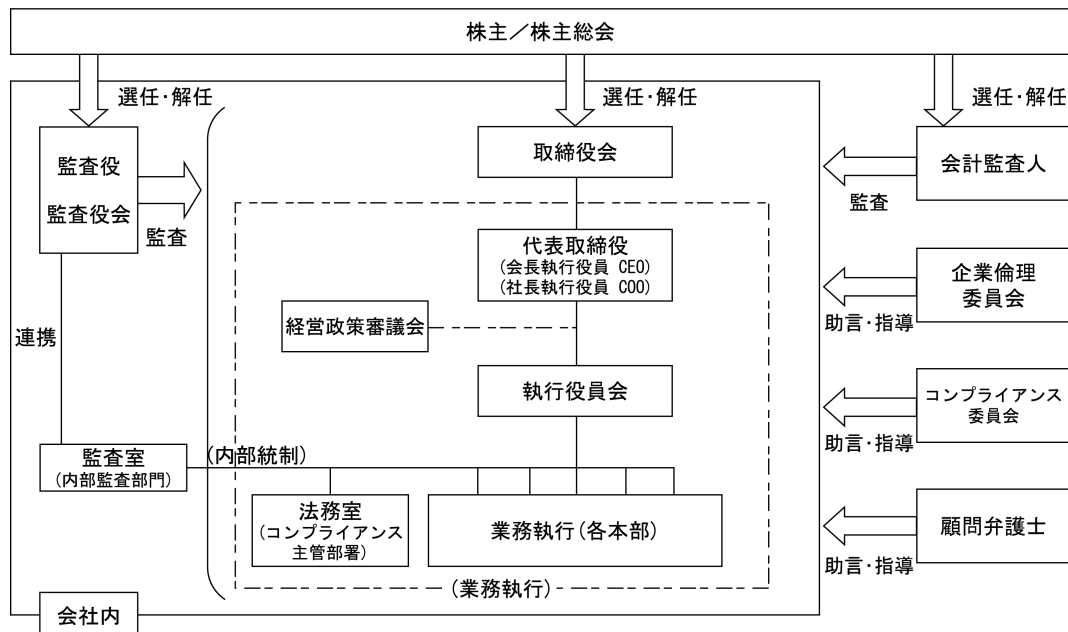 株主／株主総会
選任・解任
選任・解任
選任・解任
監査役
監査役会
監査
取締役会
会計監査人
監査
代表取締役
(会長執行役員 CEO)
(社長執行役員 COO)
企業倫理
委員会
助言・指導
経営政策審議会
連携
執行役員会
コンプライアンス
委員会
助言・指導
監査室
(内部監査部門)
(内部統制)
法務室
(コンプライアンス
主管部署)
業務執行(各本部)
顧問弁護士
助言・指導
(業務執行)
会社内